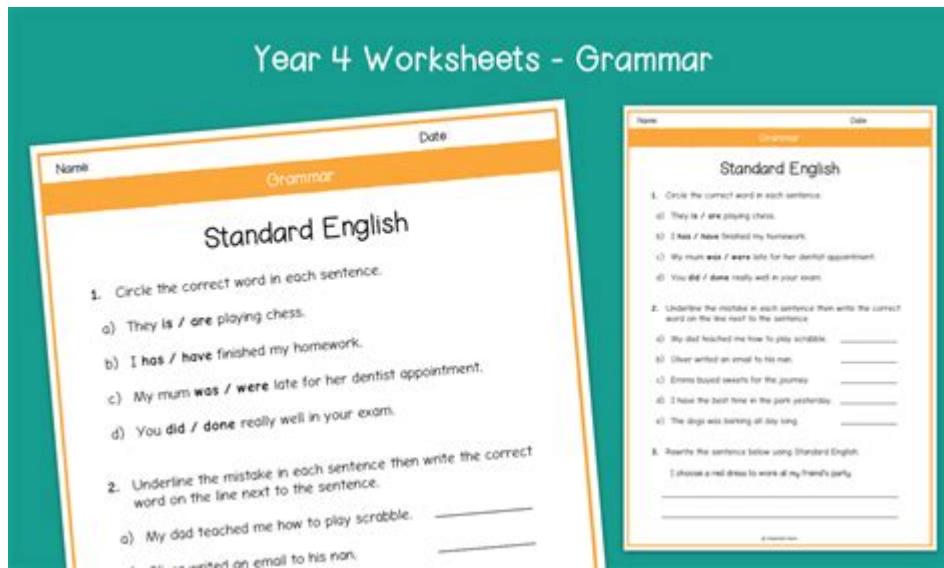 Year 4 Worksheets - Grammar
Name
Date
Grammar
Standard English
1. Circle the correct word in each sentence.
a) They is / are playing chess.
b) I has / have finished my homework.
c) My mum was / were late for her dentist appointment.
d) You did / done really well in your exam.
2. Underline the mistake in each sentence then write the correct
word on the line next to the sentence.
a) My dad teached me how to play scrabble.
writed an email to his nan.
Name
Date
Grammar
Standard English
1. Circle the correct word in each sentence.
a) They is / are playing chess.
b) I has / have finished my homework.
c) My mum was / were late for her dentist appointment.
d) You did / done really well in your exam.
2. Underline the mistake in each sentence then write the correct
word on the line next to the sentence.
a) My dad teached me how to play scrabble.
b) Oliver writed an email to his nan.
c) Emma buyed sweets for the journey.
d) I have the best time in the park yesterday.
e) The dogs was barking all day long.
3. Rewrite the sentence below using Standard English.
I choose a red dress to wore at my friend's party.